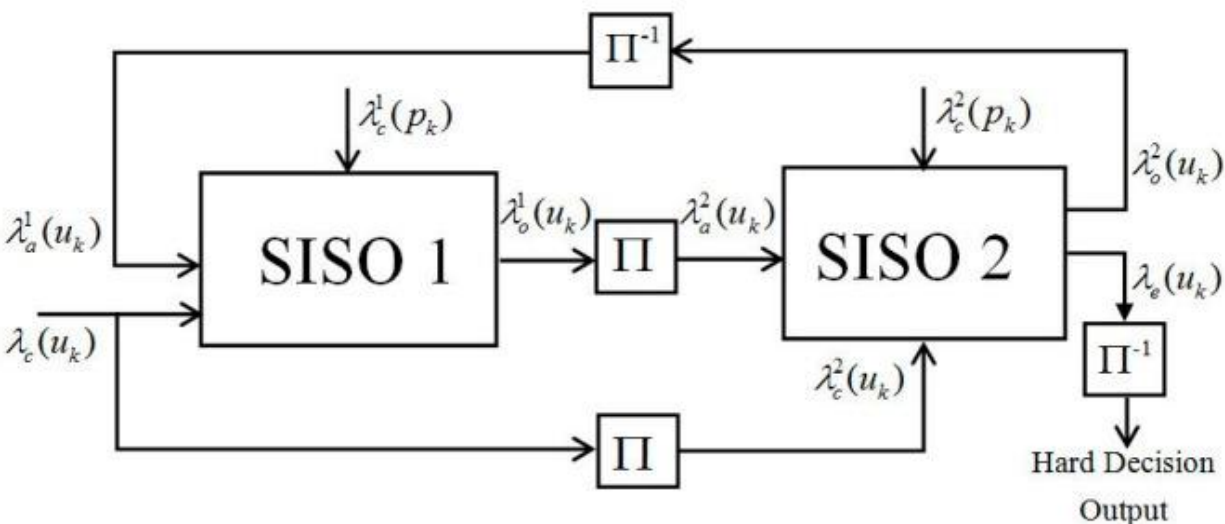 Π⁻¹
λ_c^1(p_k)
λ_c^2(p_k)
λ_o^2(u_k)
λ_a^1(u_k)
SISO 1
λ_o^1(u_k)
Π
λ_a^2(u_k)
SISO 2
λ_e(u_k)
λ_c(u_k)
λ_c^2(u_k)
Π⁻¹
Π
Hard Decision
Output